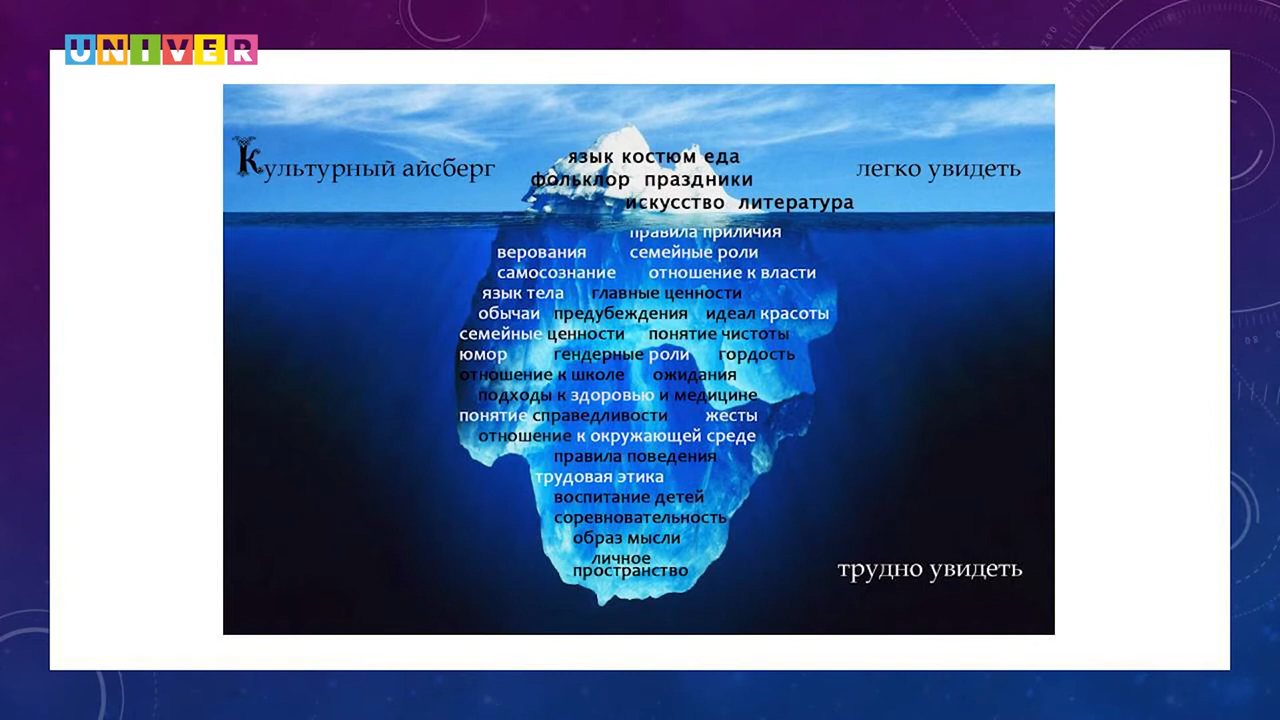 UNIVER
Культурный айсберг
легко увидеть
язык костюм еда
фольклор праздники
искусство литература
правила приличия
верования семейные роли
самосознание отношение к власти
язык тела главные ценности
обычаи предубеждения идеал красоты
семейные ценности понятие чистоты
юмор гендерные роли гордость
отношение к школе ожидания
подходы к здоровью и медицине
понятие справедливости жесты
отношение к окружающей среде
правила поведения
трудовая этика
воспитание детей
соревновательность
образ мысли
личное
пространство
трудно увидеть